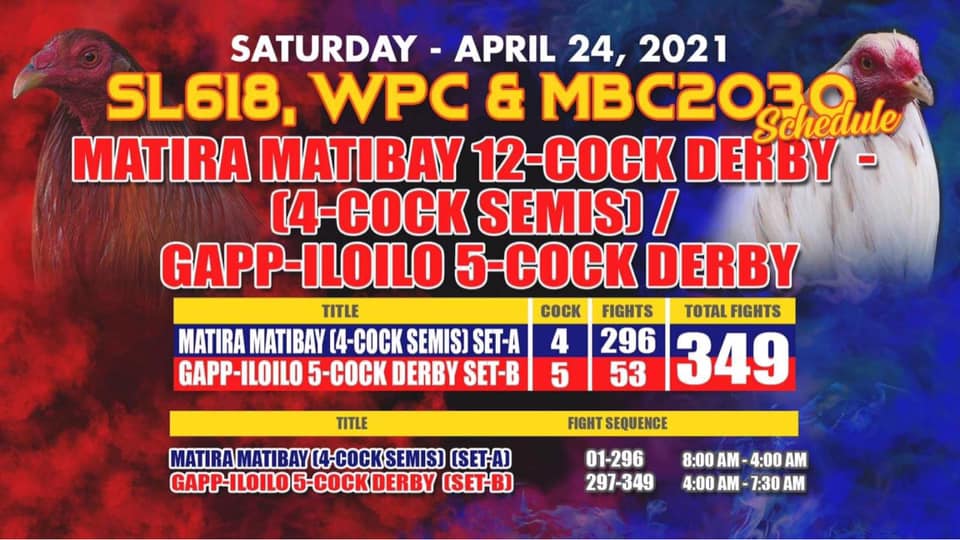 SATURDAY - APRIL 24, 2021
SL618, WPC & MBC2030
Schedule
MATIRA MATIBAY 12-COCK DERBY -
(4-COCK SEMIS) /
GAPP-ILOILO 5-COCK DERBY
TITLE COCK FIGHTS TOTAL FIGHTS
MATIRA MATIBAY (4-COCK SEMIS) SET-A 4 296 349
GAPP-ILOILO 5-COCK DERBY SET-B 5 53
TITLE FIGHT SEQUENCE
MATIRA MATIBAY (4-COCK SEMIS) (SET-A) 01-296 8:00 AM - 4:00 AM
GAPP-ILOILO 5-COCK DERBY (SET-B) 297-349 4:00 AM - 7:30 AM